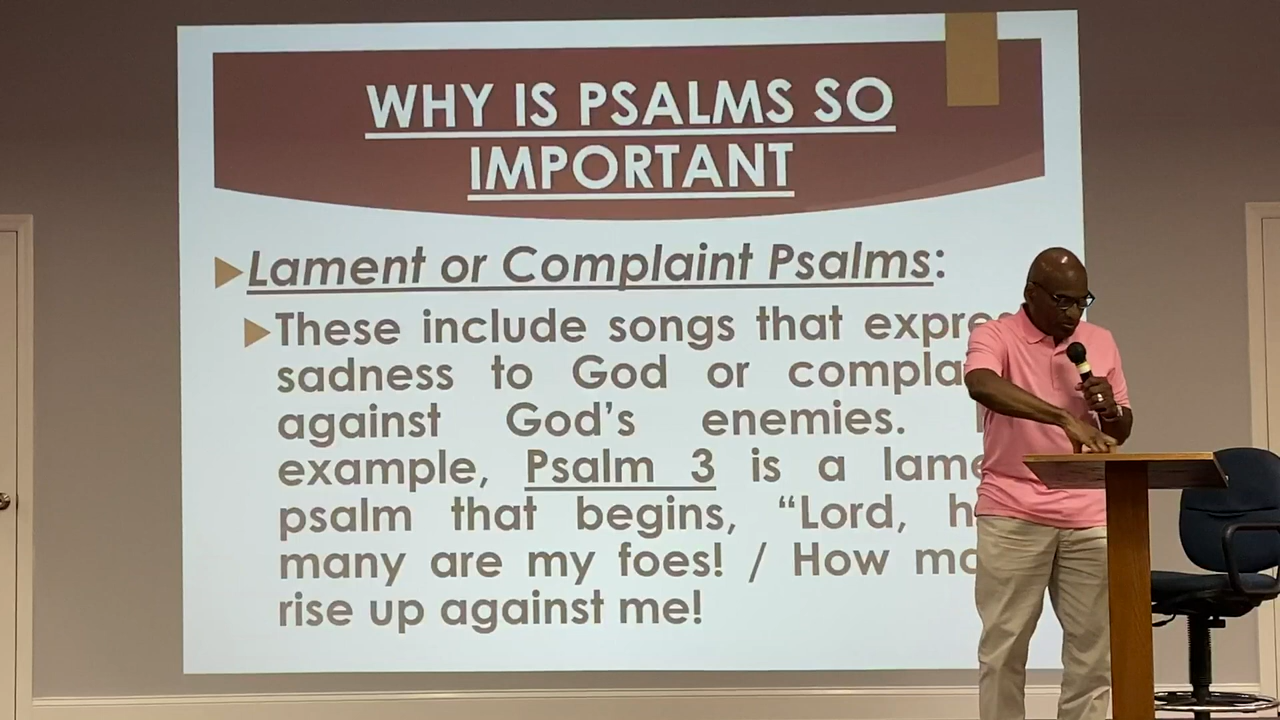 WHY IS PSALMS SO
IMPORTANT
Lament or Complaint Psalms:
These include songs that
sadness to God or
against God's enemies.
example, Psalm 3 is a
psalm that begins, "Lord,
many are my foes! / How
rise up against me!